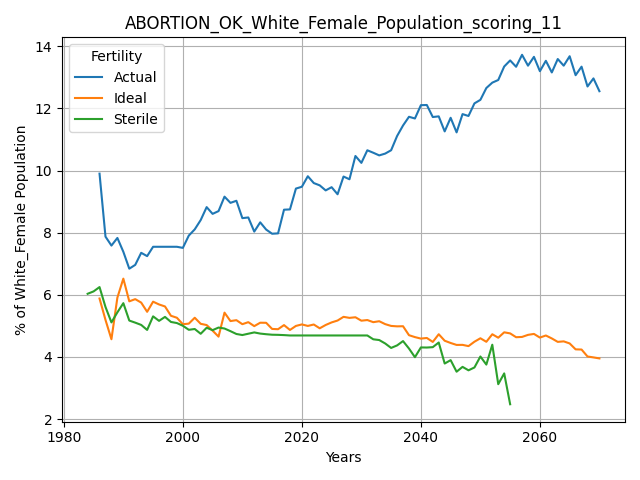 ABORTION_OK_White_Female_Population_scoring_11
% of White_Female Population
14
12
10
8
6
4
2
Fertility
Actual
Ideal
Sterile
1980
2000
2020
2040
2060
Years